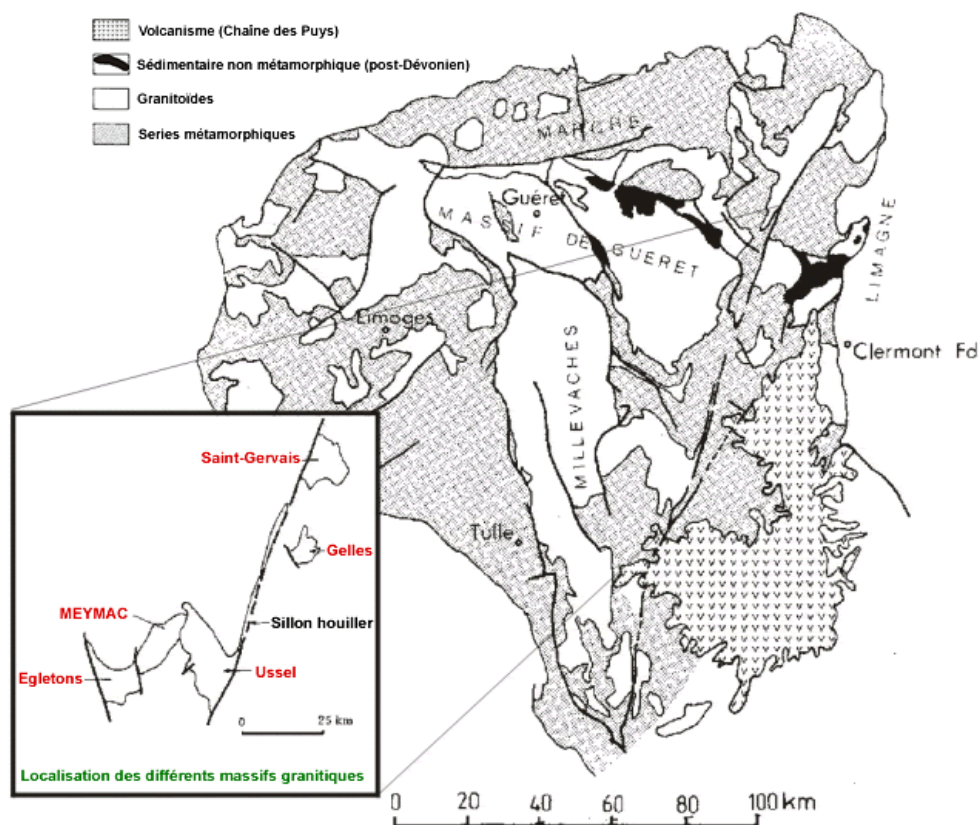 Volcanisme (Chaîne des Puys)
Sédimentaire non métamorphique (post-Dévonien)
Granitoïdes
Series métamorphiques
MARCHE
Guéret
MASSIF DE GUERET
LIMAGNE
Limoges
Clermont Fd
MILLEVACHES
Tulle
Saint-Gervais
Gelles
MEYMAC
Sillon houiller
Egletons
Ussel
0 25 km
Localisation des différents massifs granitiques
0 20 40 60 80 100 km